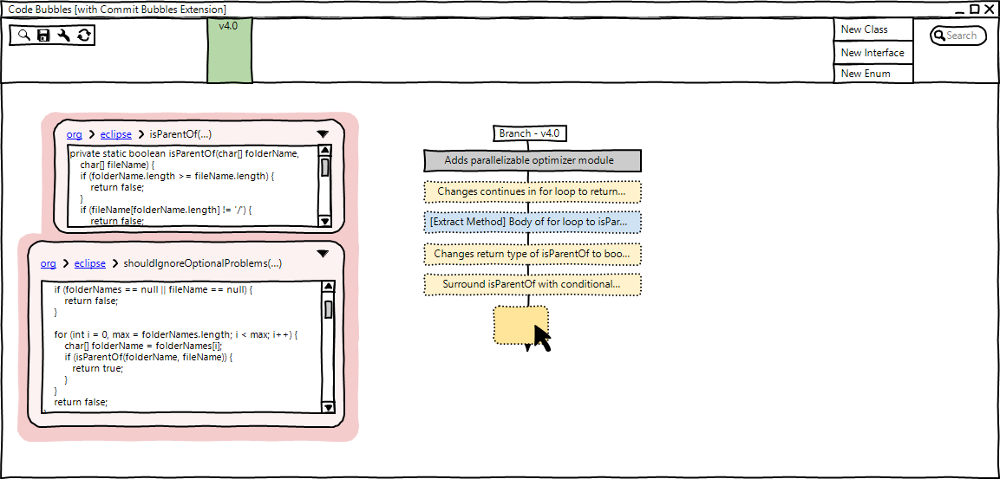 Code Bubbles [with Commit Bubbles Extension]
v4.0
New Class
New Interface
New Enum
Search
org > eclipse > isParentOf(...)
private static boolean isParentOf(char[] folderName,
char[] fileName) {
if (folderName.length >= fileName.length) {
return false;
}
if (fileName[folderName.length] != '/') {
return false;
org > eclipse > shouldIgnoreOptionalProblems(...)
if (folderNames == null || fileName == null) {
return false;
}
for (int i = 0, max = folderNames.length; i < max; i++) {
char[] folderName = folderNames[i];
if (isParentOf(folderName, fileName)) {
return true;
}
}
return false;
Branch - v4.0
Adds parallelizable optimizer module
Changes continues in for loop to return...
[Extract Method] Body of for loop to isPar...
Changes return type of isParentOf to boo...
Surround isParentOf with conditional...